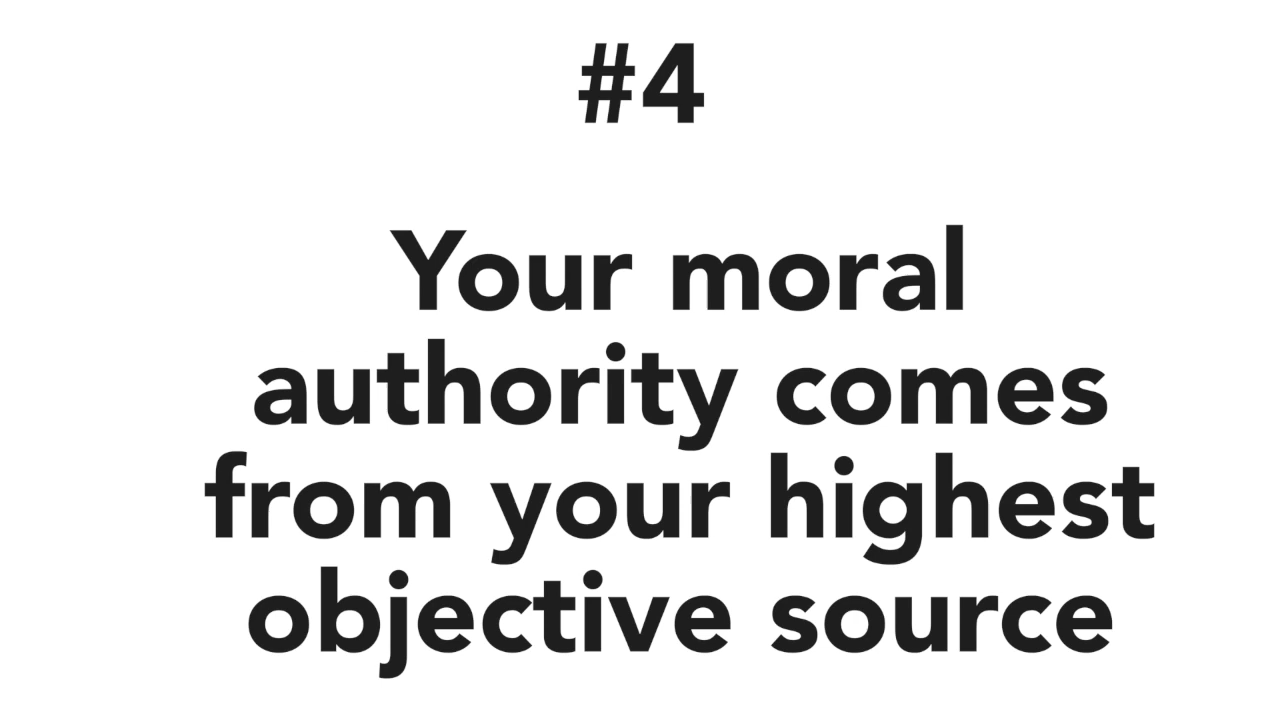 #4
Your moral
authority comes
from your highest
objective source